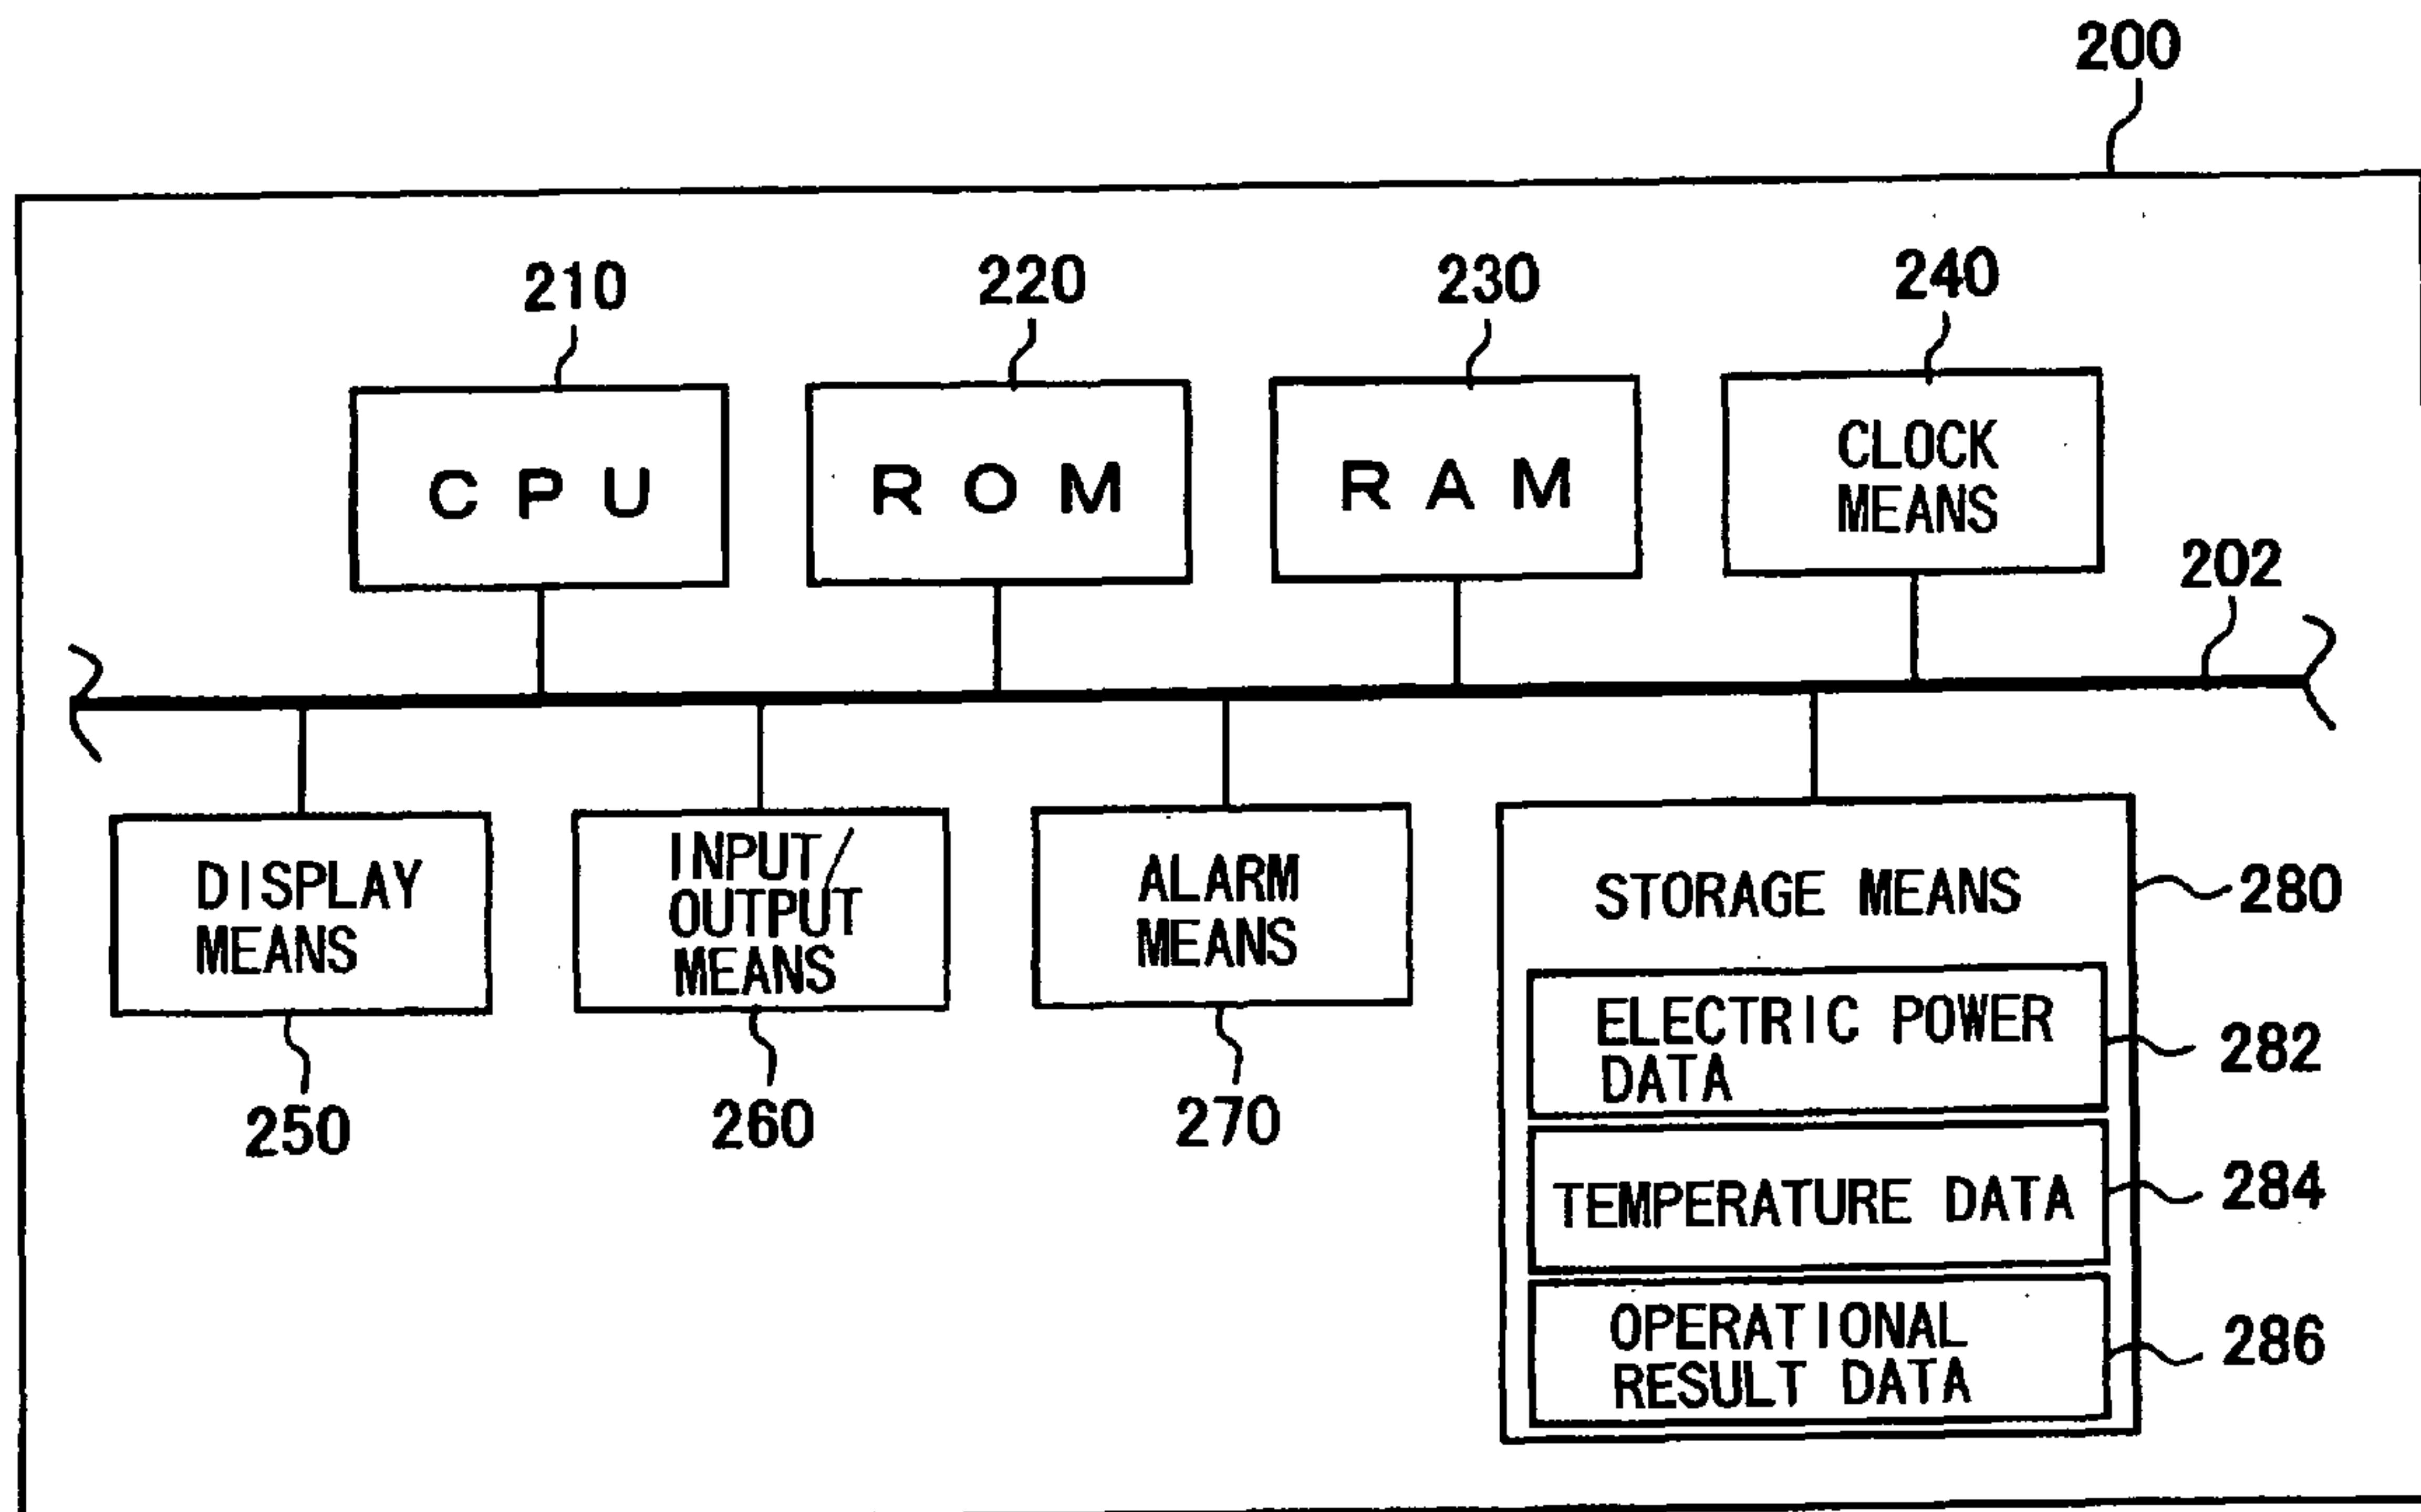 200
210
220
230
240
CPU
ROM
RAM
CLOCK
MEANS
202
DISPLAY
MEANS
INPUT/
OUTPUT
MEANS
ALARM
MEANS
STORAGE MEANS
280
ELECTRIC POWER
DATA
282
TEMPERATURE DATA
284
OPERATIONAL
RESULT DATA
286
250
260
270